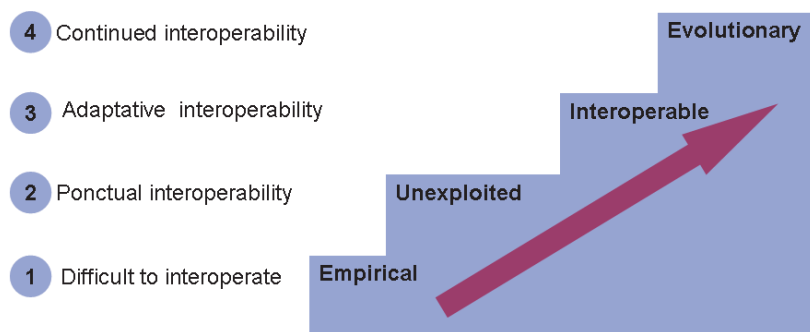 4 Continued interoperability Evolutionary
3 Adaptative interoperability Interoperable
2 Ponctual interoperability Unexploited
1 Difficult to interoperate Empirical